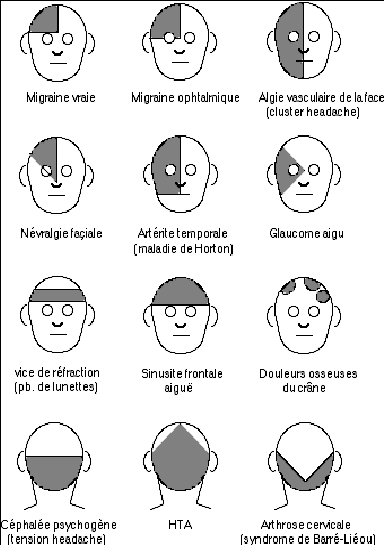 Migraine vraie
Migraine ophtalmique
Algie vasculaire de la face
(cluster headache)
Névralgie façiale
Artérite temporale
(maladie de Horton)
Glaucome aigu
vice de réfraction
(pb. de lunettes)
Sinusite frontale
aiguë
Douleurs osseuses
du crâne
Céphalée psychogène
(tension headache)
HTA
Arthrose cervicale
(syndrome de Barré-Liéou)